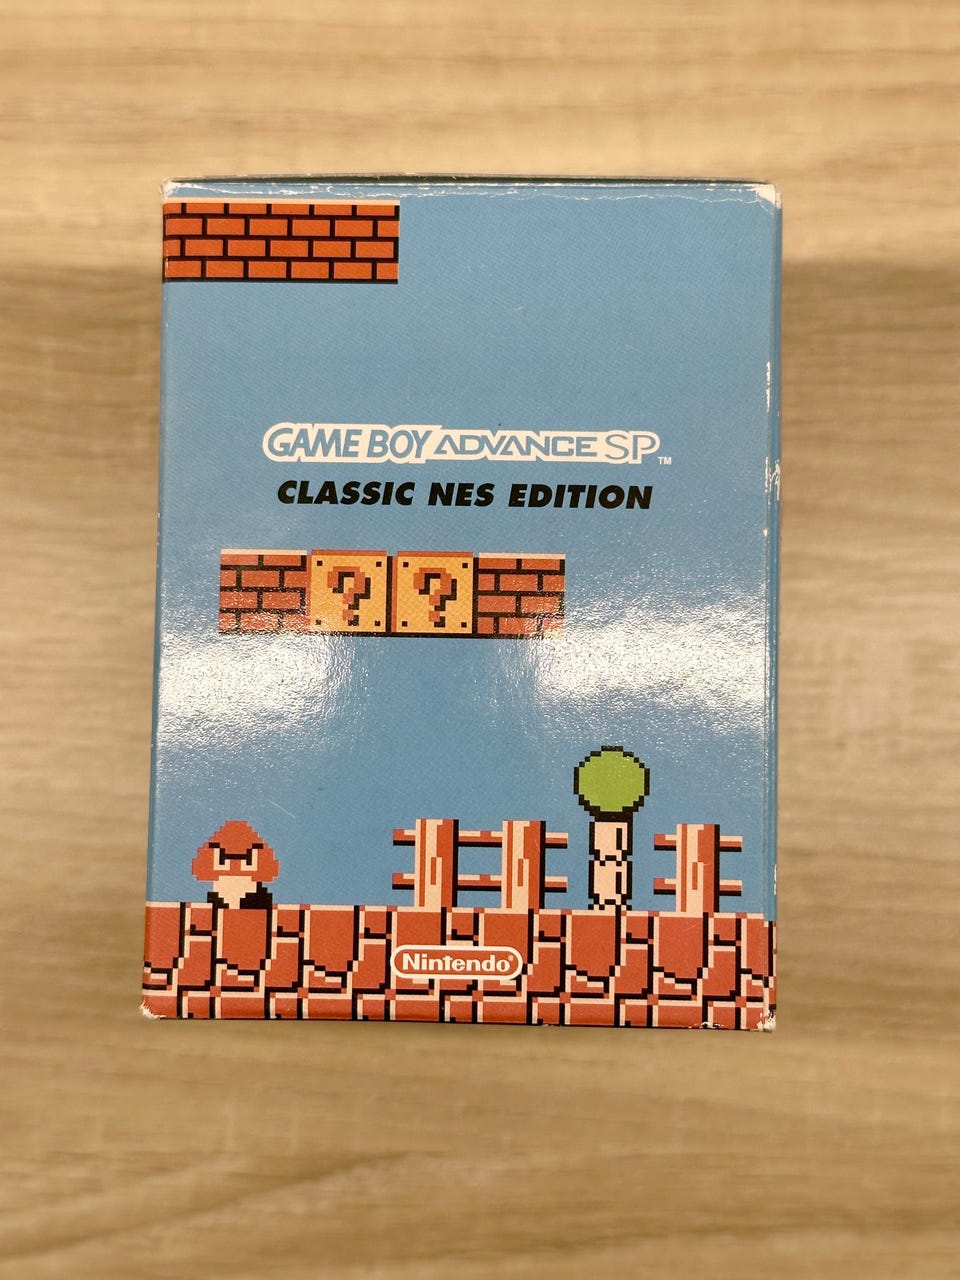 GAME BOY ADVANCE SP™
CLASSIC NES EDITION
? ?
Nintendo®